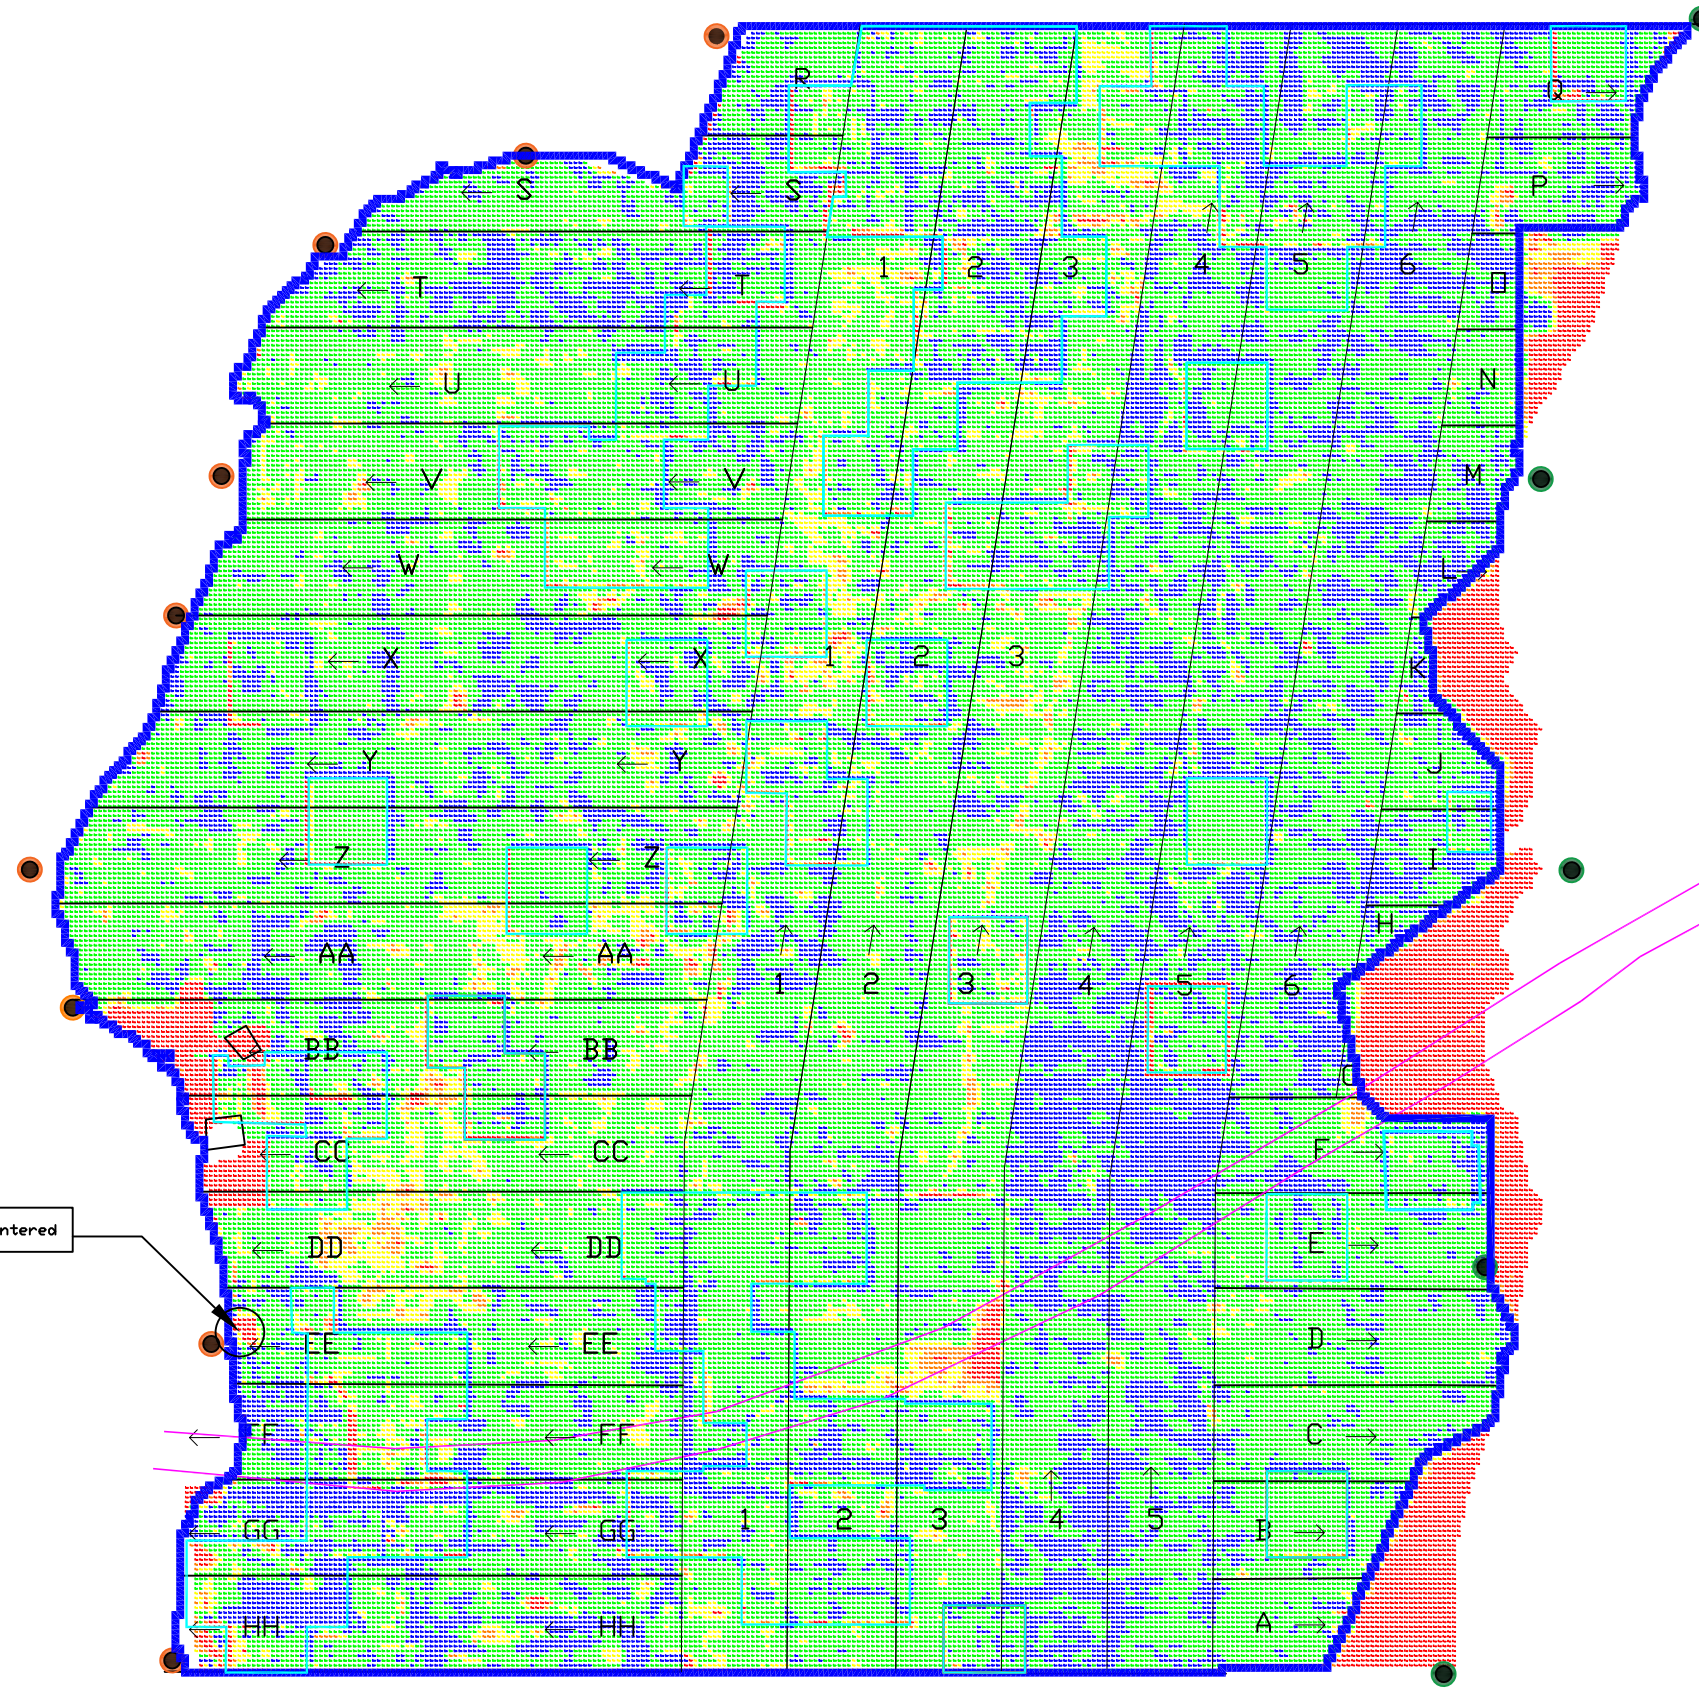 R
Q
S
S
P
T
T
1
2
3
4
5
6
O
U
U
N
V
V
M
W
W
L
X
X
1
2
3
K
Y
Y
J
Z
Z
I
AA
AA
H
1
2
3
4
5
6
BB
BB
G
CC
CC
F
ntered
DD
DD
E
EE
EE
D
FF
C
GG
GG
1
2
3
4
5
B
HH
HH
A